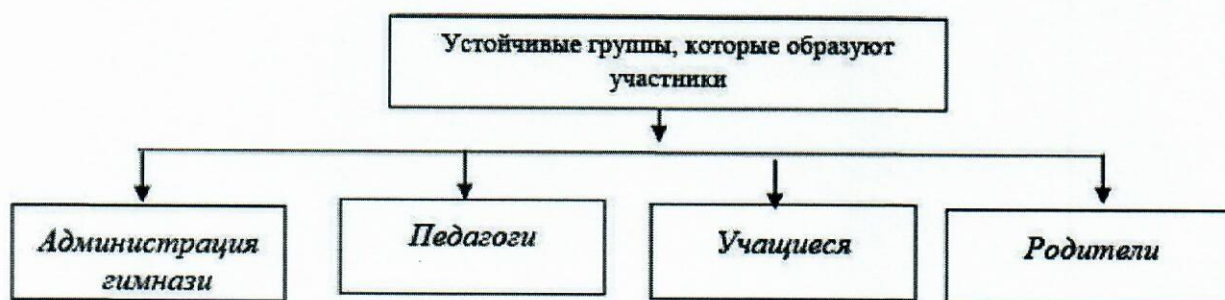 Устойчивые группы, которые образуют
участники
Администрация
гимнази
Педагоги
Учащиеся
Родители